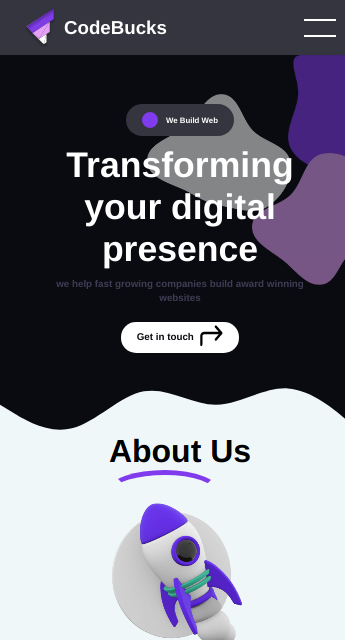 CodeBucks
We Build Web
Transforming
your digital
presence
we help fast growing companies build award winning
websites
Get in touch
About Us